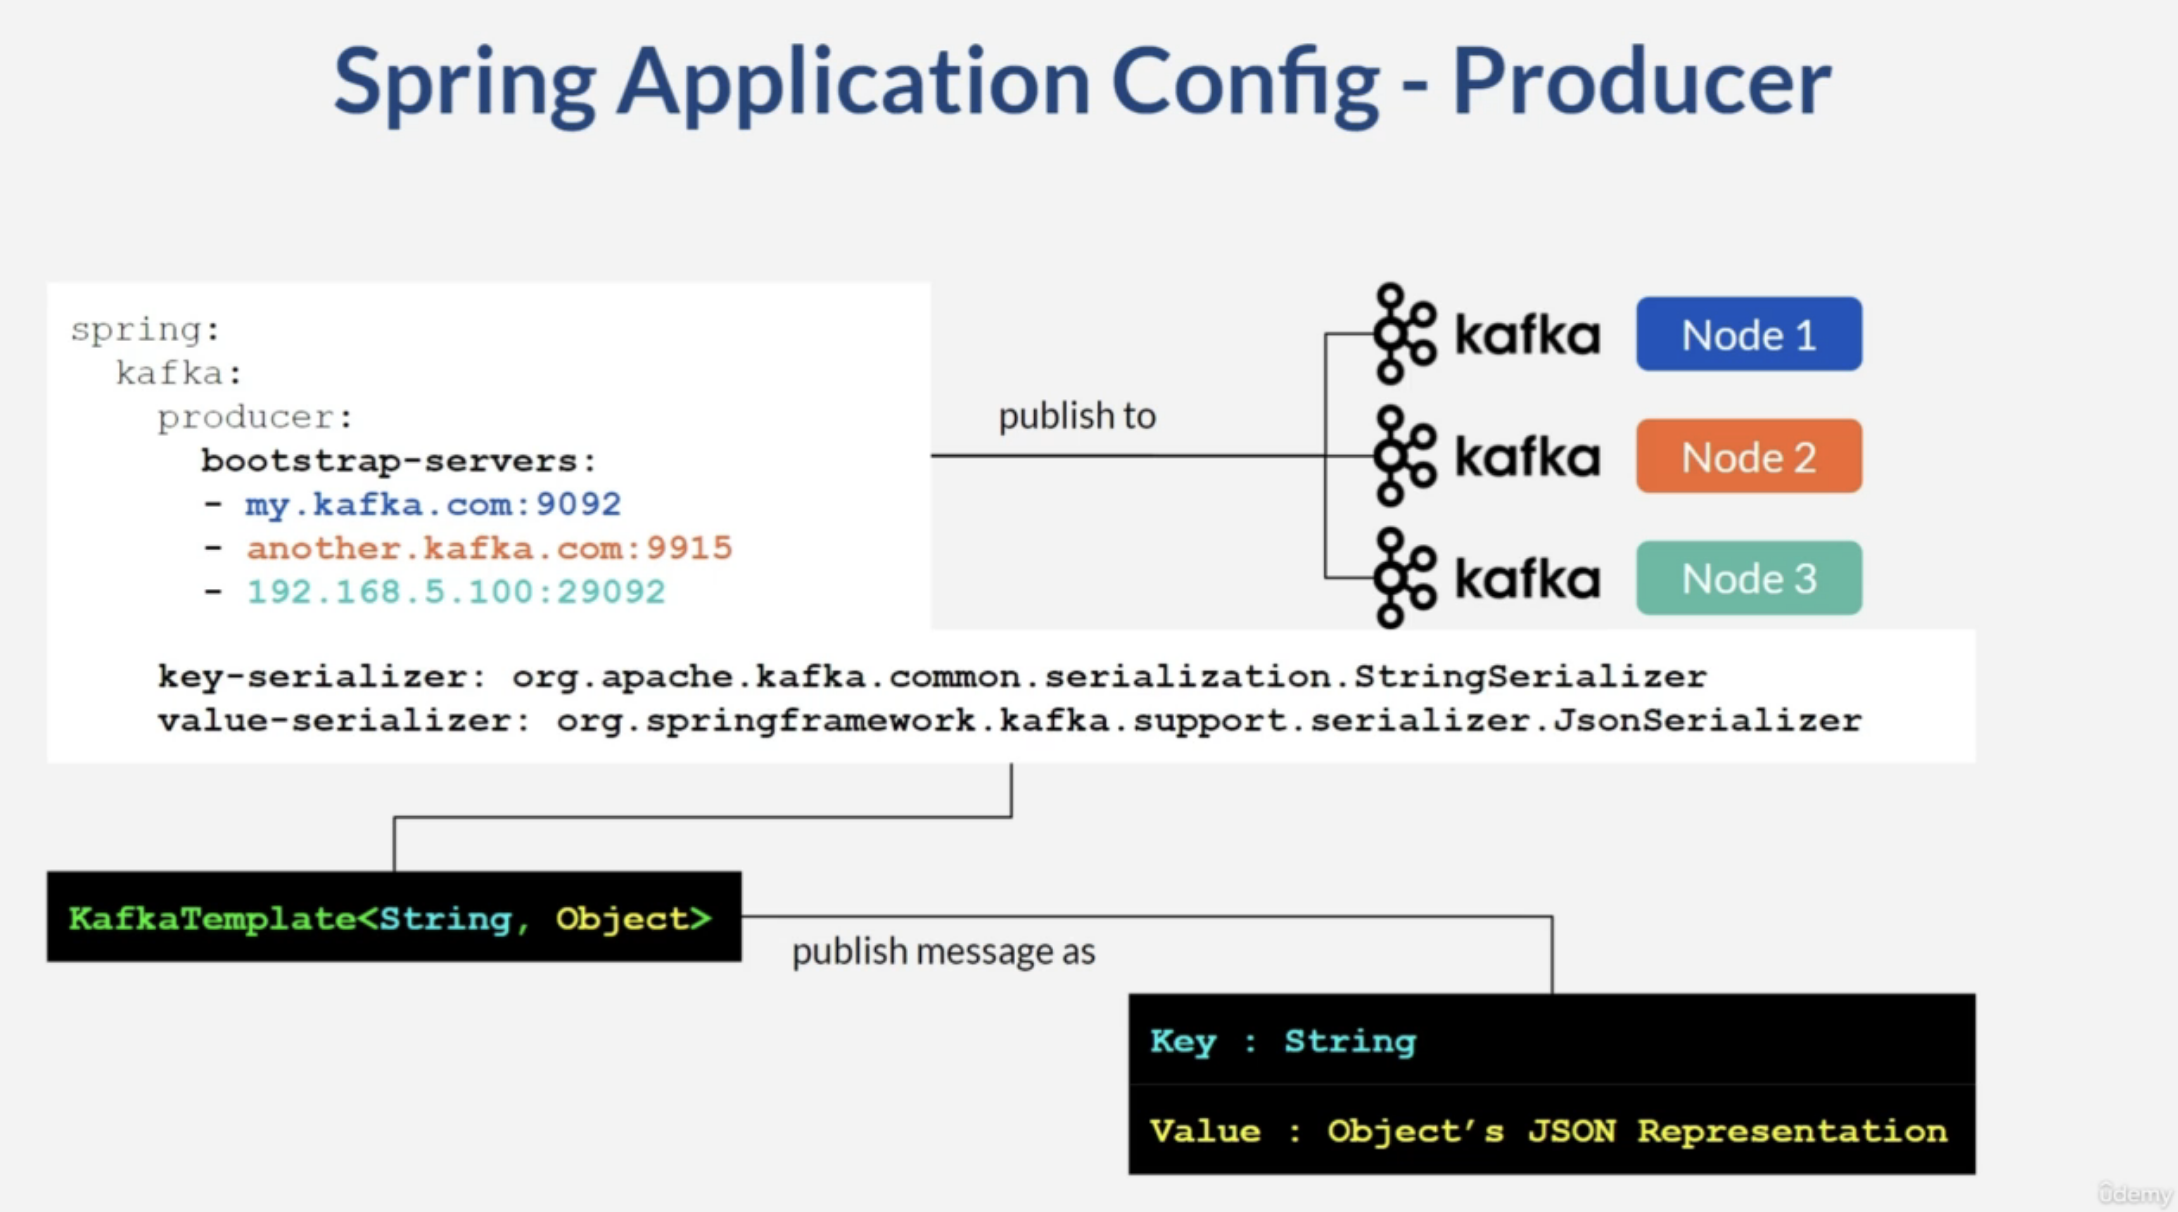 Spring Application Config - Producer
spring:
  kafka:
    producer:
      bootstrap-servers:
      - my.kafka.com:9092
      - another.kafka.com:9915
      - 192.168.5.100:29092
    key-serializer: org.apache.kafka.common.serialization.StringSerializer
    value-serializer: org.springframework.kafka.support.serializer.JsonSerializer
publish to
kafka Node 1
kafka Node 2
kafka Node 3
KafkaTemplate<String, Object>
publish message as
Key : String
Value : Object’s JSON Representation
ûdemy